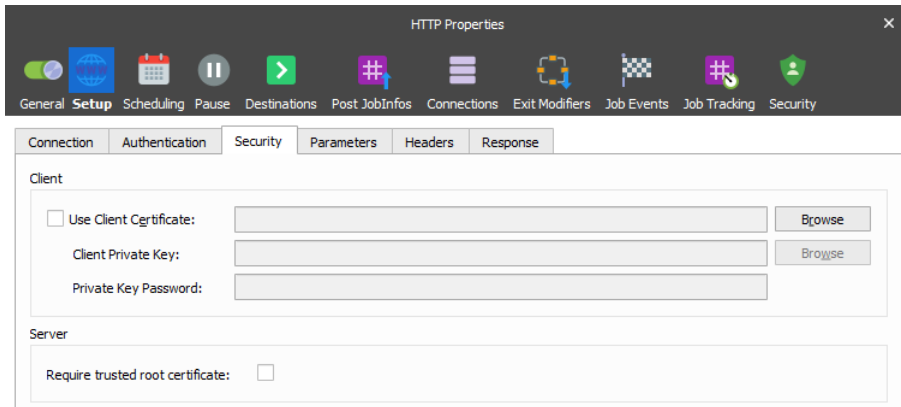 HTTP Properties
General Setup Scheduling Pause Destinations Post JobInfos Connections Exit Modifiers Job Events Job Tracking Security
Connection Authentication Security Parameters Headers Response
Client
Use Client Certificate: Browse
Client Private Key: Browse
Private Key Password:
Server
Require trusted root certificate: